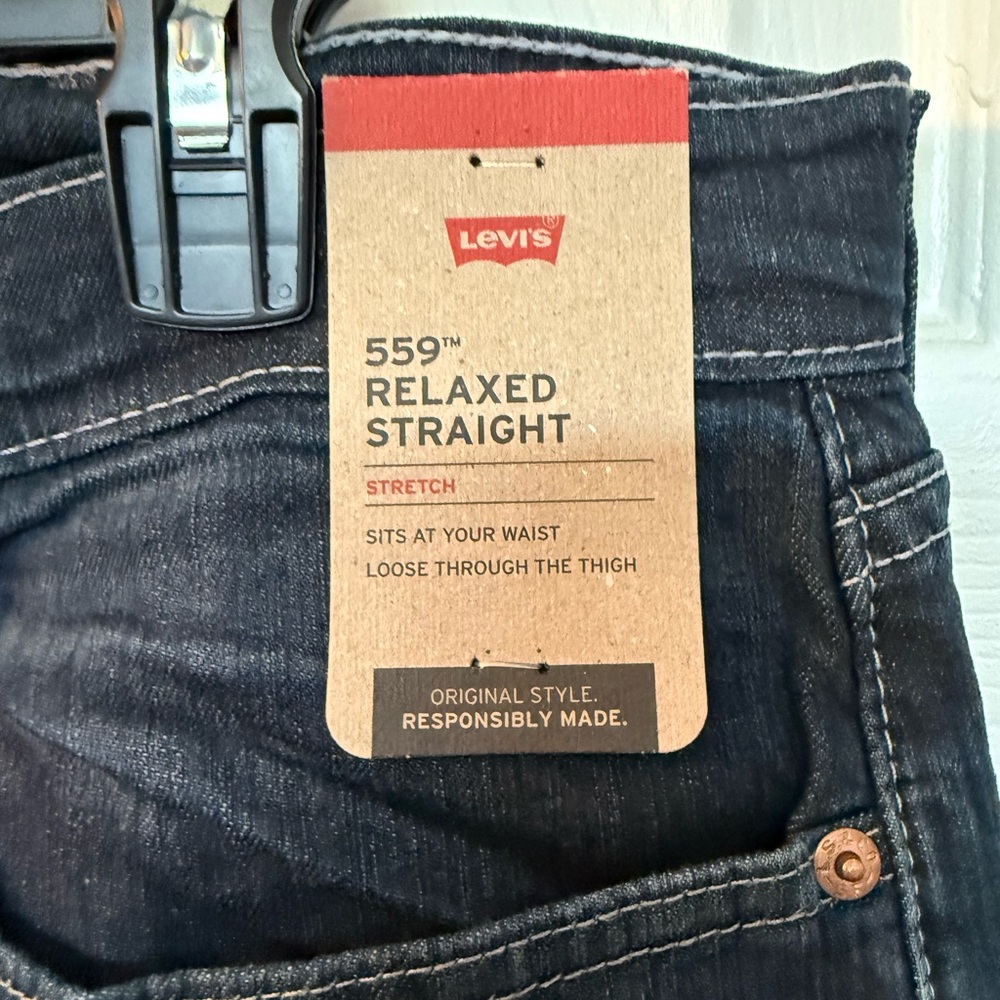 Levi's®
559™
RELAXED
STRAIGHT
STRETCH
SITS AT YOUR WAIST
LOOSE THROUGH THE THIGH
ORIGINAL STYLE.
RESPONSIBLY MADE.